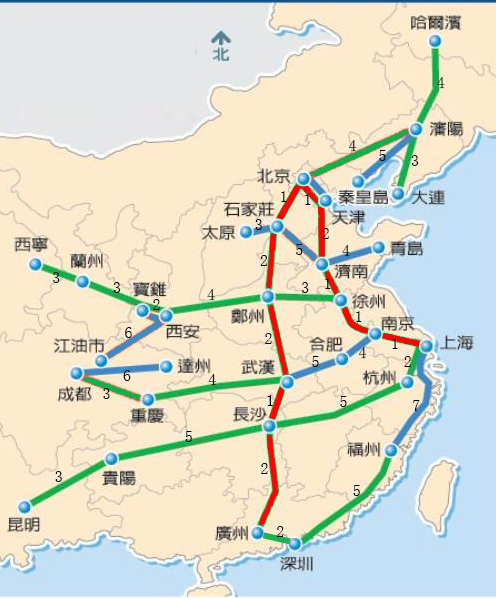 哈爾濱
北
4
瀋陽
4
5
3
北京
1
1
秦皇島
大連
石家莊
天津
太原
3
2
5
4
青島
2
濟南
西寧
蘭州
3
1
寶雞
3
2
4
3
徐州
西安
鄭州
1
南京
6
2
合肥
4
1
上海
江油市
5
2
6
達州
武漢
杭州
成都
3
4
1
7
重慶
長沙
5
5
2
福州
3
貴陽
5
昆明
廣州
2
深圳